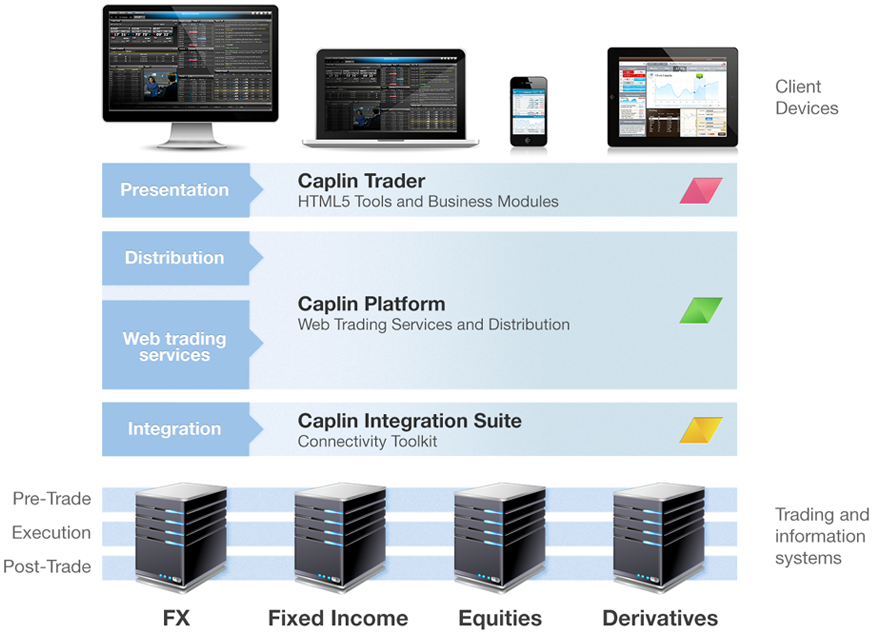 Client
Devices
Presentation
Caplin Trader
HTML5 Tools and Business Modules
Distribution
Web trading
services
Caplin Platform
Web Trading Services and Distribution
Integration
Caplin Integration Suite
Connectivity Toolkit
Pre-Trade
Execution
Post-Trade
Trading and
information
systems
FX
Fixed Income
Equities
Derivatives